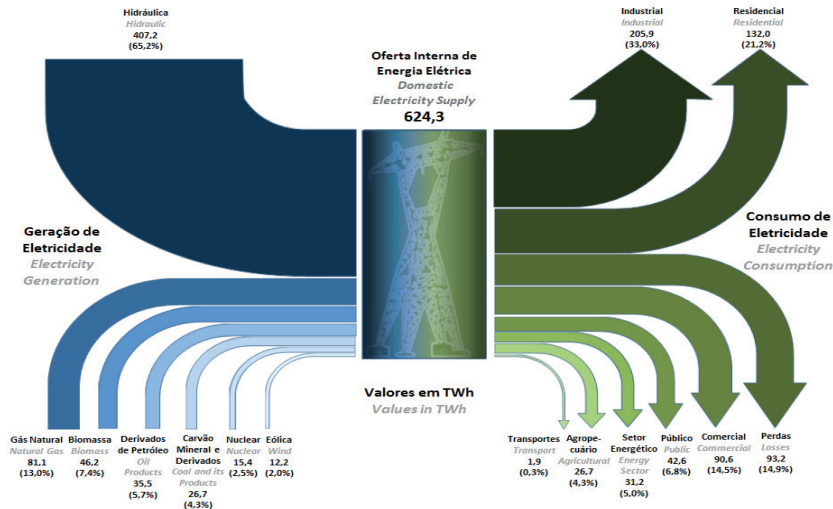 Hidráulica
Hidraulic
407,2
(65,2%)
Oferta Interna de
Energia Elétrica
Domestic
Electricity Supply
624,3
Industrial
Industrial
205,9
(33,0%)
Residencial
Residential
132,0
(21,2%)
Geração de
Eletricidade
Electricity
Generation
Consumo de
Eletricidade
Electricity
Consumption
Valores em TWh
Values in TWh
Gás Natural
Natural Gas
81,1
(13,0%)
Biomassa
Biomass
46,2
(7,4%)
Derivados
de Petróleo
Oil
Products
35,5
(5,7%)
Carvão
Mineral e
Derivados
Coal and its
Products
26,7
(4,3%)
Nuclear
Nuclear
15,4
(2,5%)
Eólica
Wind
12,2
(2,0%)
Transportes
Transport
1,9
(0,3%)
Agrope-
cuário
Agricultural
26,7
(4,3%)
Setor
Energético
Energy
Sector
31,2
(5,0%)
Público
Public
42,6
(6,8%)
Comercial
Commercial
90,6
(14,5%)
Perdas
Losses
93,2
(14,9%)